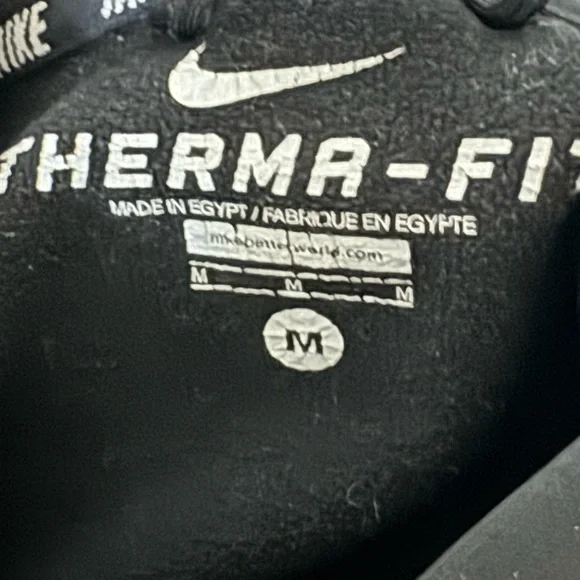 NIKE
THERMA-FIT
MADE IN EGYPT / FABRIQUE EN EGYPTE
nikebetterworld.com
M M M
M